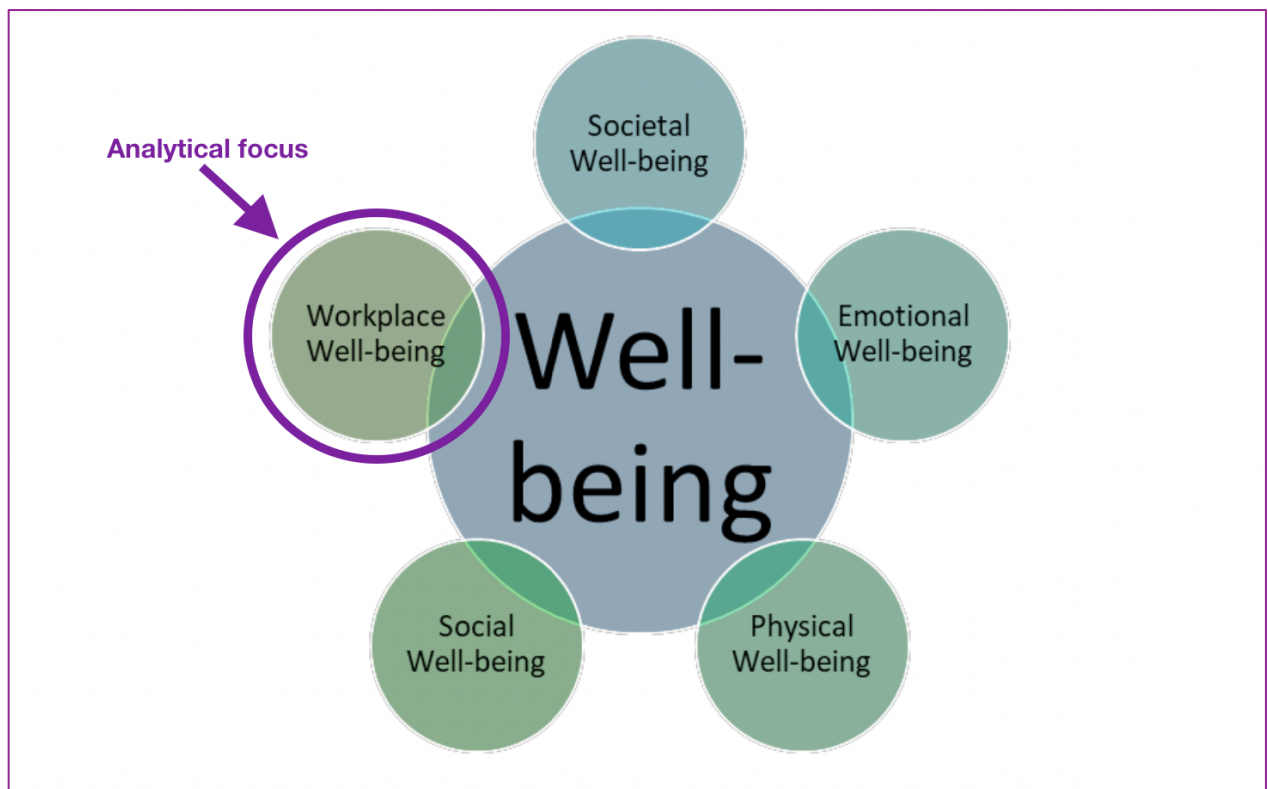 Societal
Well-being
Analytical focus
Workplace
Well-being
Well-
being
Emotional
Well-being
Social
Well-being
Physical
Well-being